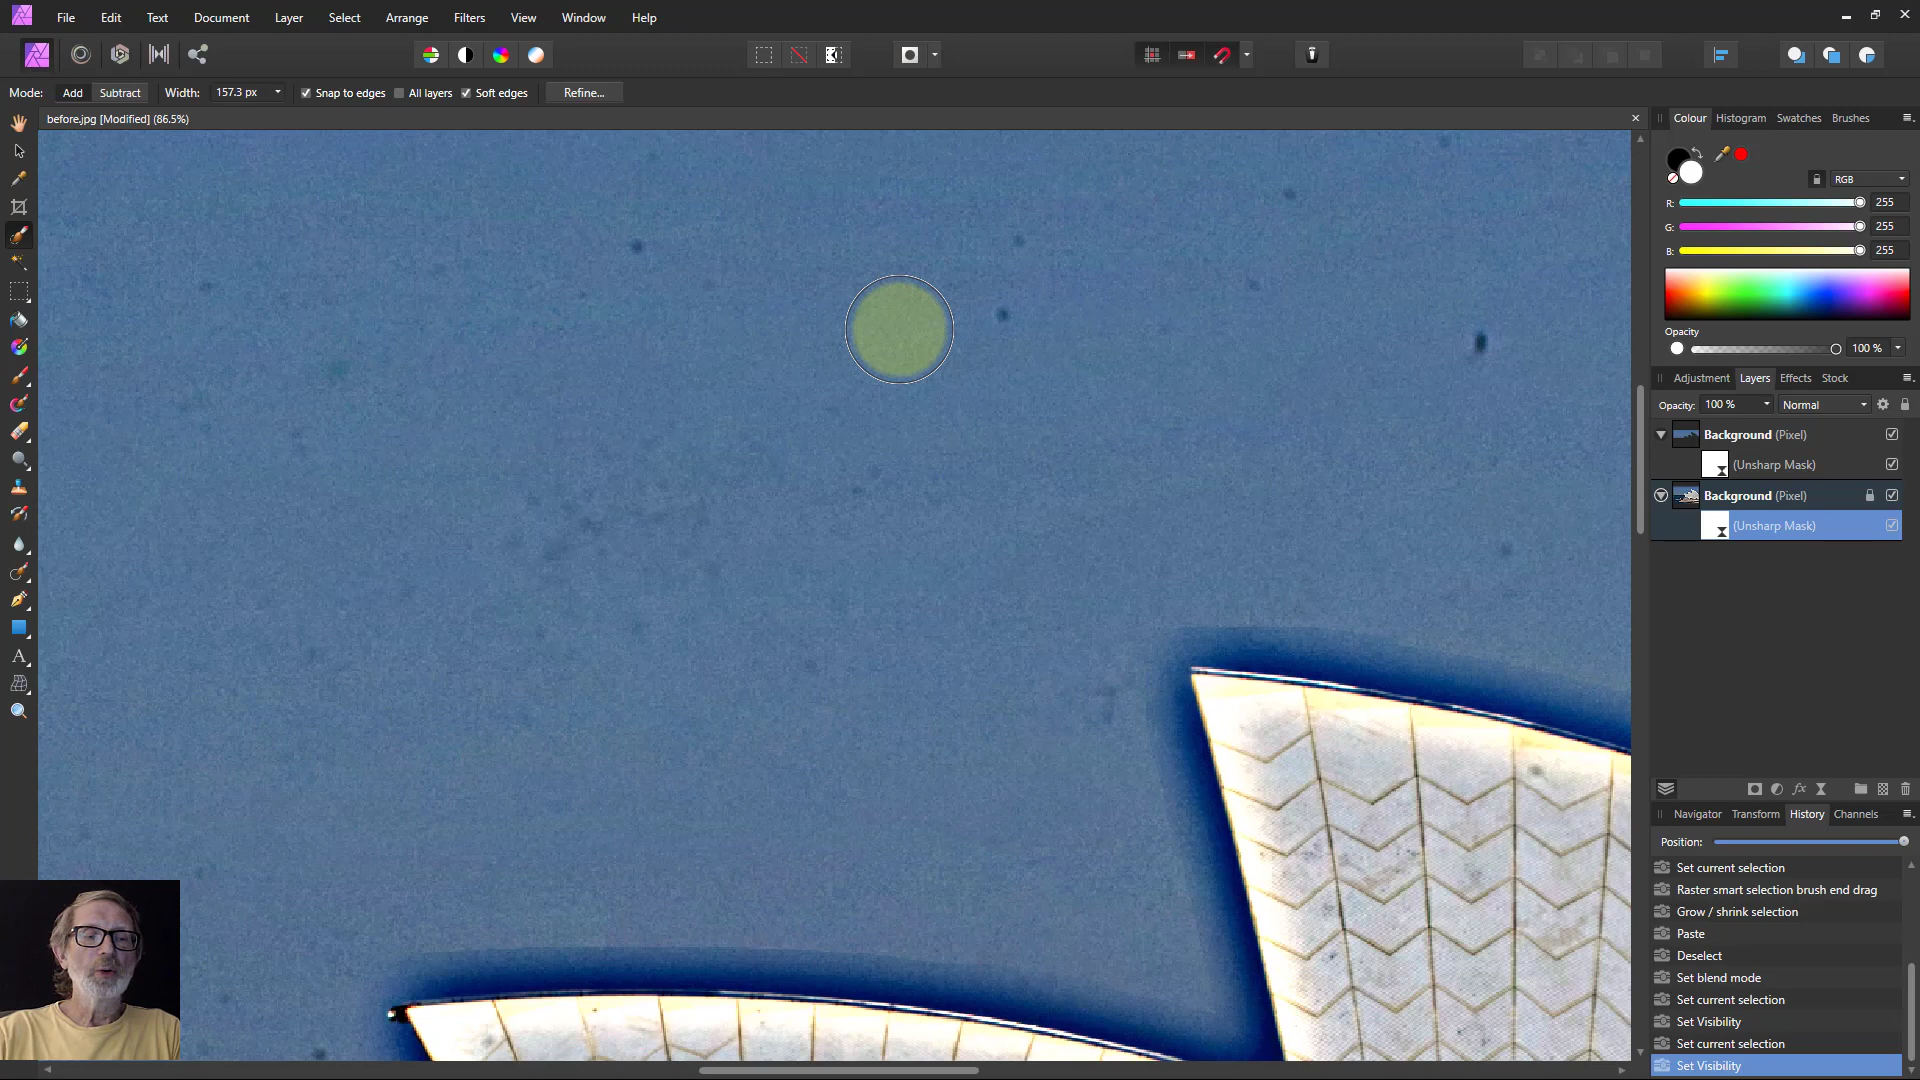 File Edit Text Document Layer Select Arrange Filters View Window Help
Mode: Add Subtract Width: 157.3 px Snap to edges All layers Soft edges Refine...
before.jpg [Modified] (86.5%)
Colour Histogram Swatches Brushes
RGB
R: 255
G: 255
B: 255
Opacity
100 %
Adjustment Layers Effects Stock
Opacity: 100 % Normal
Background (Pixel)
(Unsharp Mask)
Background (Pixel)
(Unsharp Mask)
fx
Navigator Transform History Channels
Position:
Set current selection
Raster smart selection brush end drag
Grow / shrink selection
Paste
Deselect
Set blend mode
Set current selection
Set Visibility
Set current selection
Set Visibility